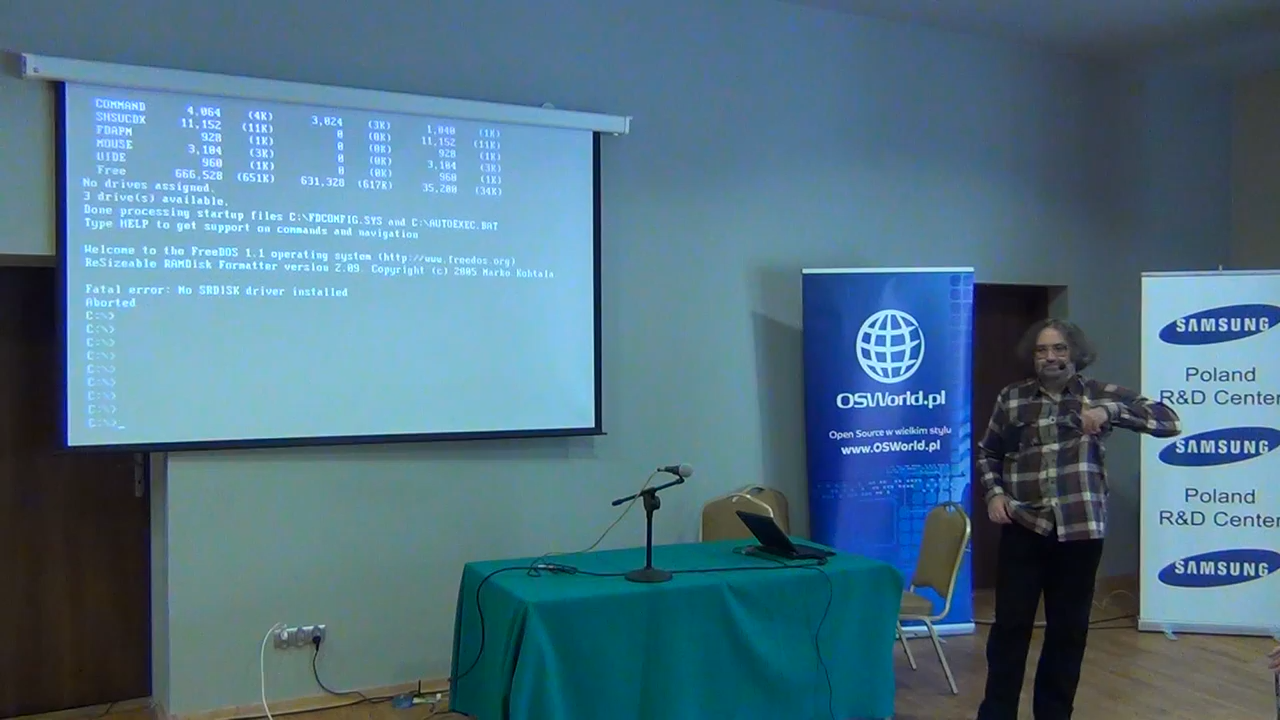 COMMAND 4,064 (4K) 3,024 (3K) 1,040 (1K)
SHSUCDX 11,152 (11K) 0 (0K) 11,152 (11K)
FDAPM 928 (1K) 0 (0K) 928 (1K)
MOUSE 3,104 (3K) 0 (0K) 3,104 (3K)
UIDE 960 (1K) 0 (0K) 960 (1K)
Free 666,528 (651K) 631,328 (617K) 35,200 (34K)
No drives assigned.
3 drive(s) available.
Done processing startup files C:\FDCONFIG.SYS and C:\AUTOEXEC.BAT
Type HELP to get support on commands and navigation
Welcome to the FreeDOS 1.1 operating system (http://www.freedos.org)
ReSizeable RAMDisk Formatter version 2.09. Copyright (c) 2005 Marko Kohtala
Fatal error: No SRDISK driver installed
Aborted
C:\>
C:\>
C:\>
C:\>
C:\>
C:\>
C:\>
C:\>
C:\>_
OSWorld.pl
Open Source w wielkim stylu
www.OSWorld.pl
SAMSUNG
Poland
R&D Center
SAMSUNG
Poland
R&D Center
SAMSUNG